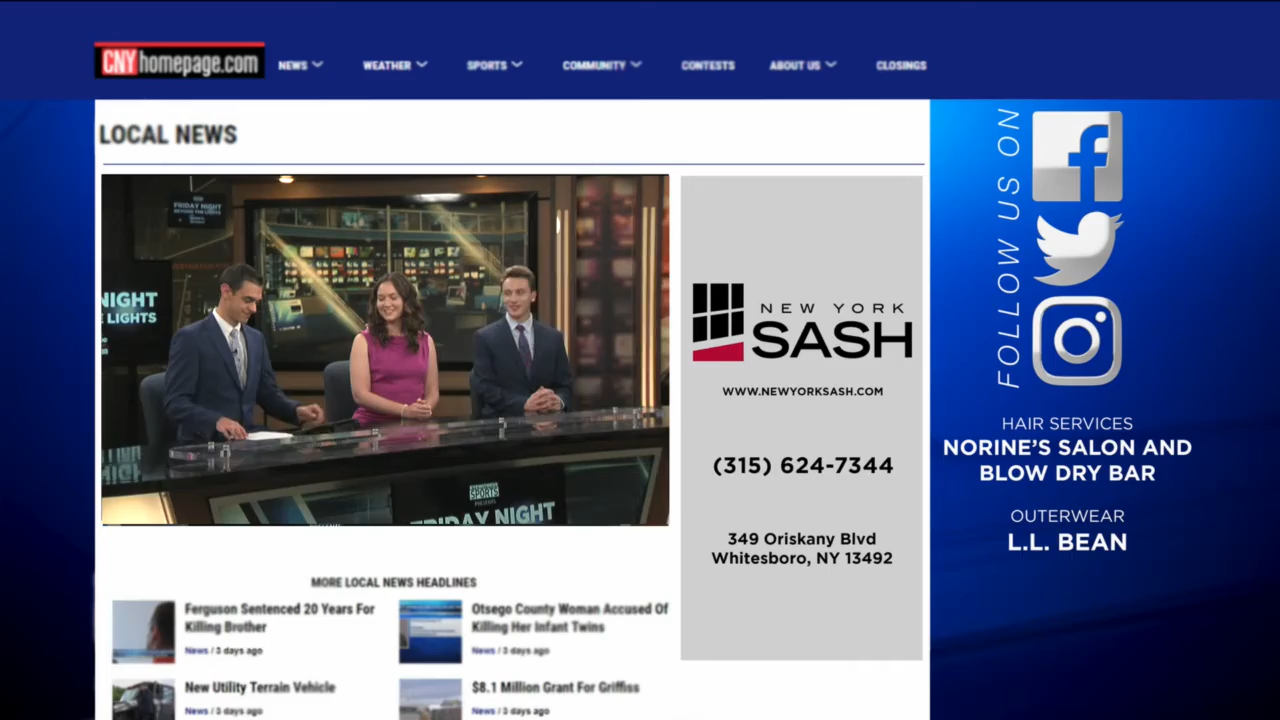 CNYhomepage.com
NEWS
WEATHER
SPORTS
COMMUNITY
CONTESTS
ABOUT US
CLOSINGS
LOCAL NEWS
FRIDAY NIGHT
NIGHT
LIGHTS
SPORTS
FRIDAY NIGHT
NEW YORK
SASH
WWW.NEWYORKSASH.COM
(315) 624-7344
349 Oriskany Blvd
Whitesboro, NY 13492
FOLLOW US ON
HAIR SERVICES
NORINE'S SALON AND
BLOW DRY BAR
OUTERWEAR
L.L. BEAN
MORE LOCAL NEWS HEADLINES
Ferguson Sentenced 20 Years For
Killing Brother
News / 3 days ago
Otsego County Woman Accused Of
Killing Her Infant Twins
News / 3 days ago
New Utility Terrain Vehicle
News / 3 days ago
$8.1 Million Grant For Griffiss
News / 3 days ago